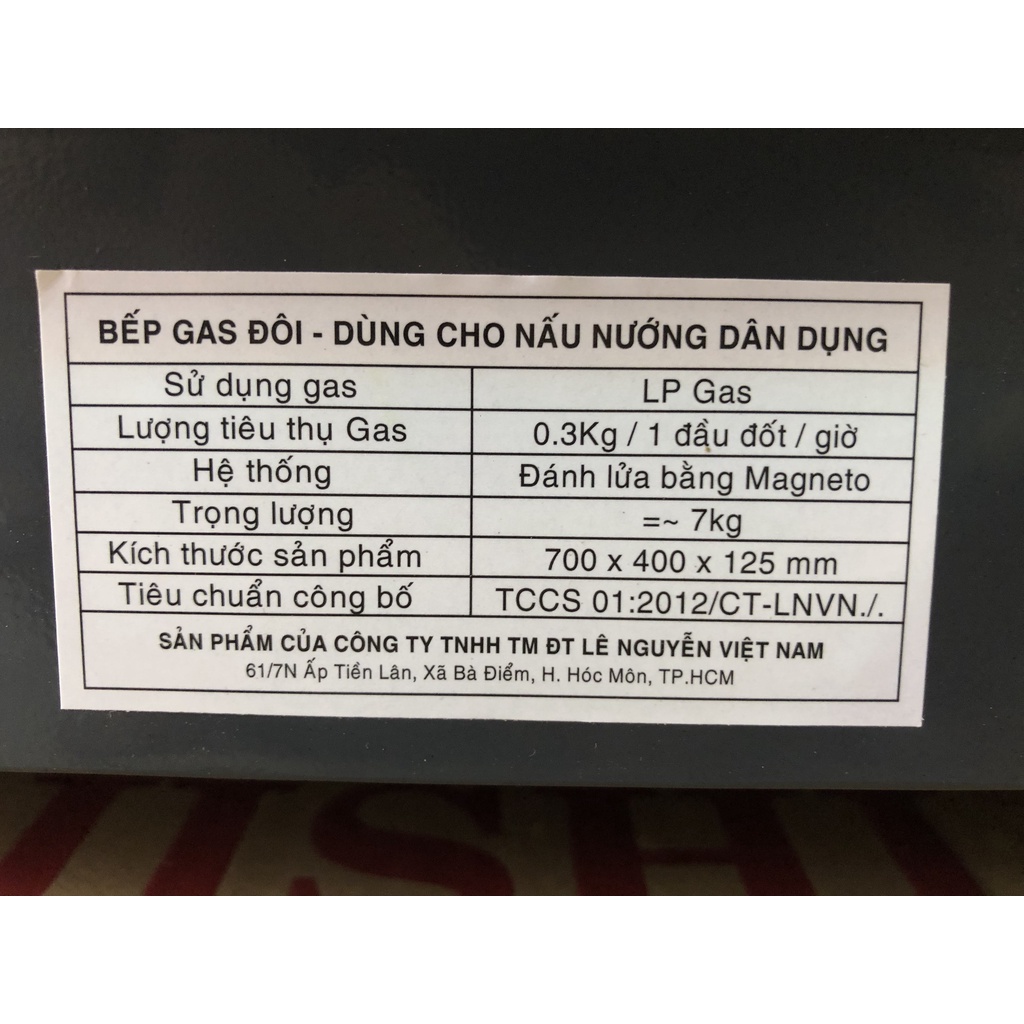 BẾP GAS ĐÔI - DÙNG CHO NẤU NƯỚNG DÂN DỤNG
Sử dụng gas LP Gas
Lượng tiêu thụ Gas 0.3Kg / 1 đầu đốt / giờ
Hệ thống Đánh lửa bằng Magneto
Trọng lượng =~ 7kg
Kích thước sản phẩm 700 x 400 x 125 mm
Tiêu chuẩn công bố TCCS 01:2012/CT-LNVN./.
SẢN PHẨM CỦA CÔNG TY TNHH TM ĐT LÊ NGUYỄN VIỆT NAM
61/7N Ấp Tiền Lân, Xã Bà Điểm, H. Hóc Môn, TP.HCM